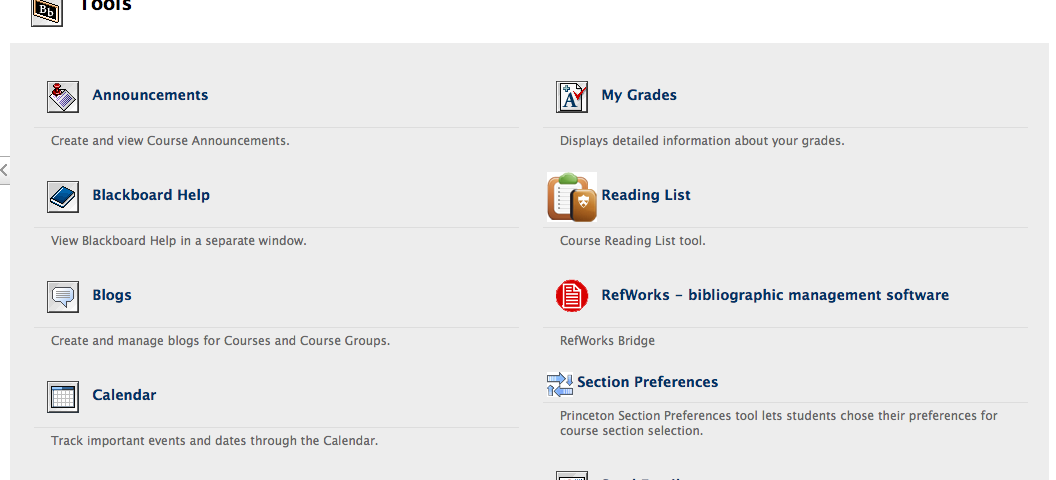 Bb
Tools
Announcements
Create and view Course Announcements.
Blackboard Help
View Blackboard Help in a separate window.
Blogs
Create and manage blogs for Courses and Course Groups.
Calendar
Track important events and dates through the Calendar.
My Grades
Displays detailed information about your grades.
Reading List
Course Reading List tool.
RefWorks - bibliographic management software
RefWorks Bridge
Section Preferences
Princeton Section Preferences tool lets students chose their preferences for
course section selection.